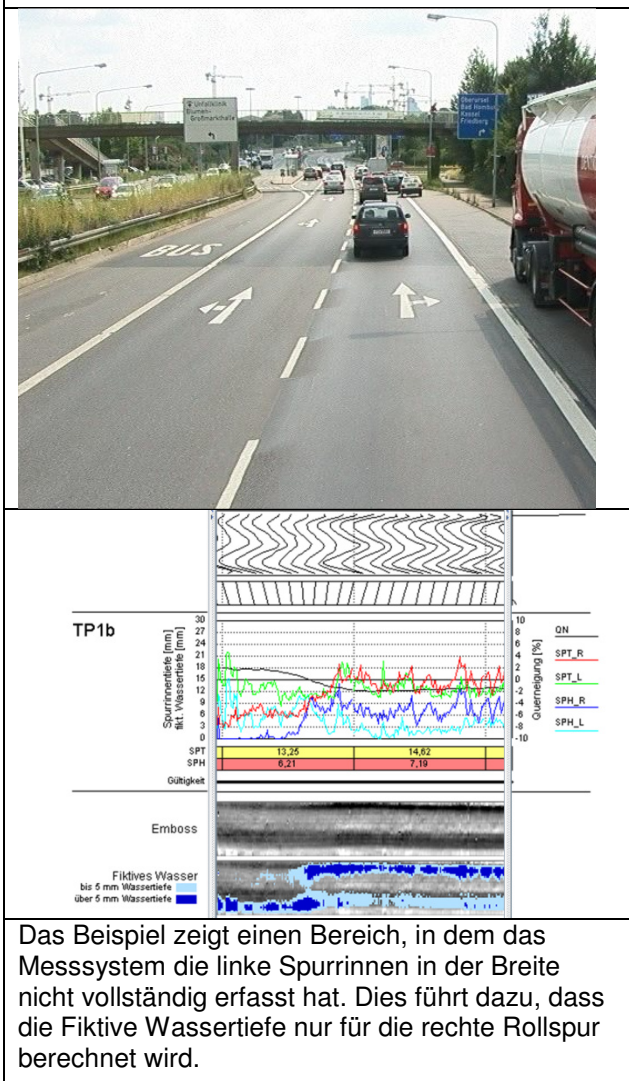 Unfallklinik
Blumen-
Großmarkthalle
Oberursel
Bad Homburg
Kassel
Friedberg
BUS
TP1b
Spurrinnentiefe [mm]
fikt. Wassertiefe [mm]
30
27
24
21
18
15
12
9
6
3
0
10
8
6
4
2
0
-2
-4
-6
-8
-10
Querneigung [%]
QN
SPT_R
SPT_L
SPH_R
SPH_L
SPT 13,25 14,62
SPH 6,21 7,19
Gültigkeit
Emboss
Fiktives Wasser
bis 5 mm Wassertiefe
über 5 mm Wassertiefe
Das Beispiel zeigt einen Bereich, in dem das
Messsystem die linke Spurrinnen in der Breite
nicht vollständig erfasst hat. Dies führt dazu, dass
die Fiktive Wassertiefe nur für die rechte Rollspur
berechnet wird.